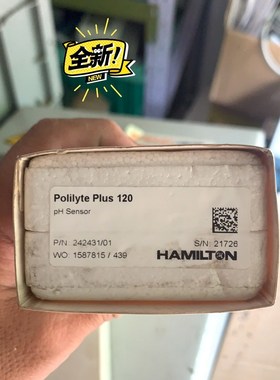 全新!
NEW
Polilyte Plus 120
pH Sensor
P/N 242431/01
S/N: 21726
WO 1587815 / 439
HAMILTON